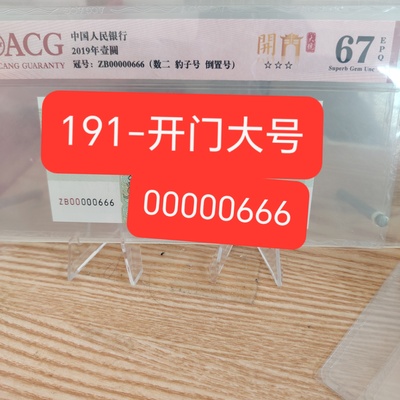 ACG
CANG GUARANTY
中国人民银行
2019年壹圆
冠号: ZB00000666 (数二 豹子号 倒置号)
開門大號
☆☆☆
67 EPQ
Superb Gem Unc
191-开门大号
ZB00000666
00000666